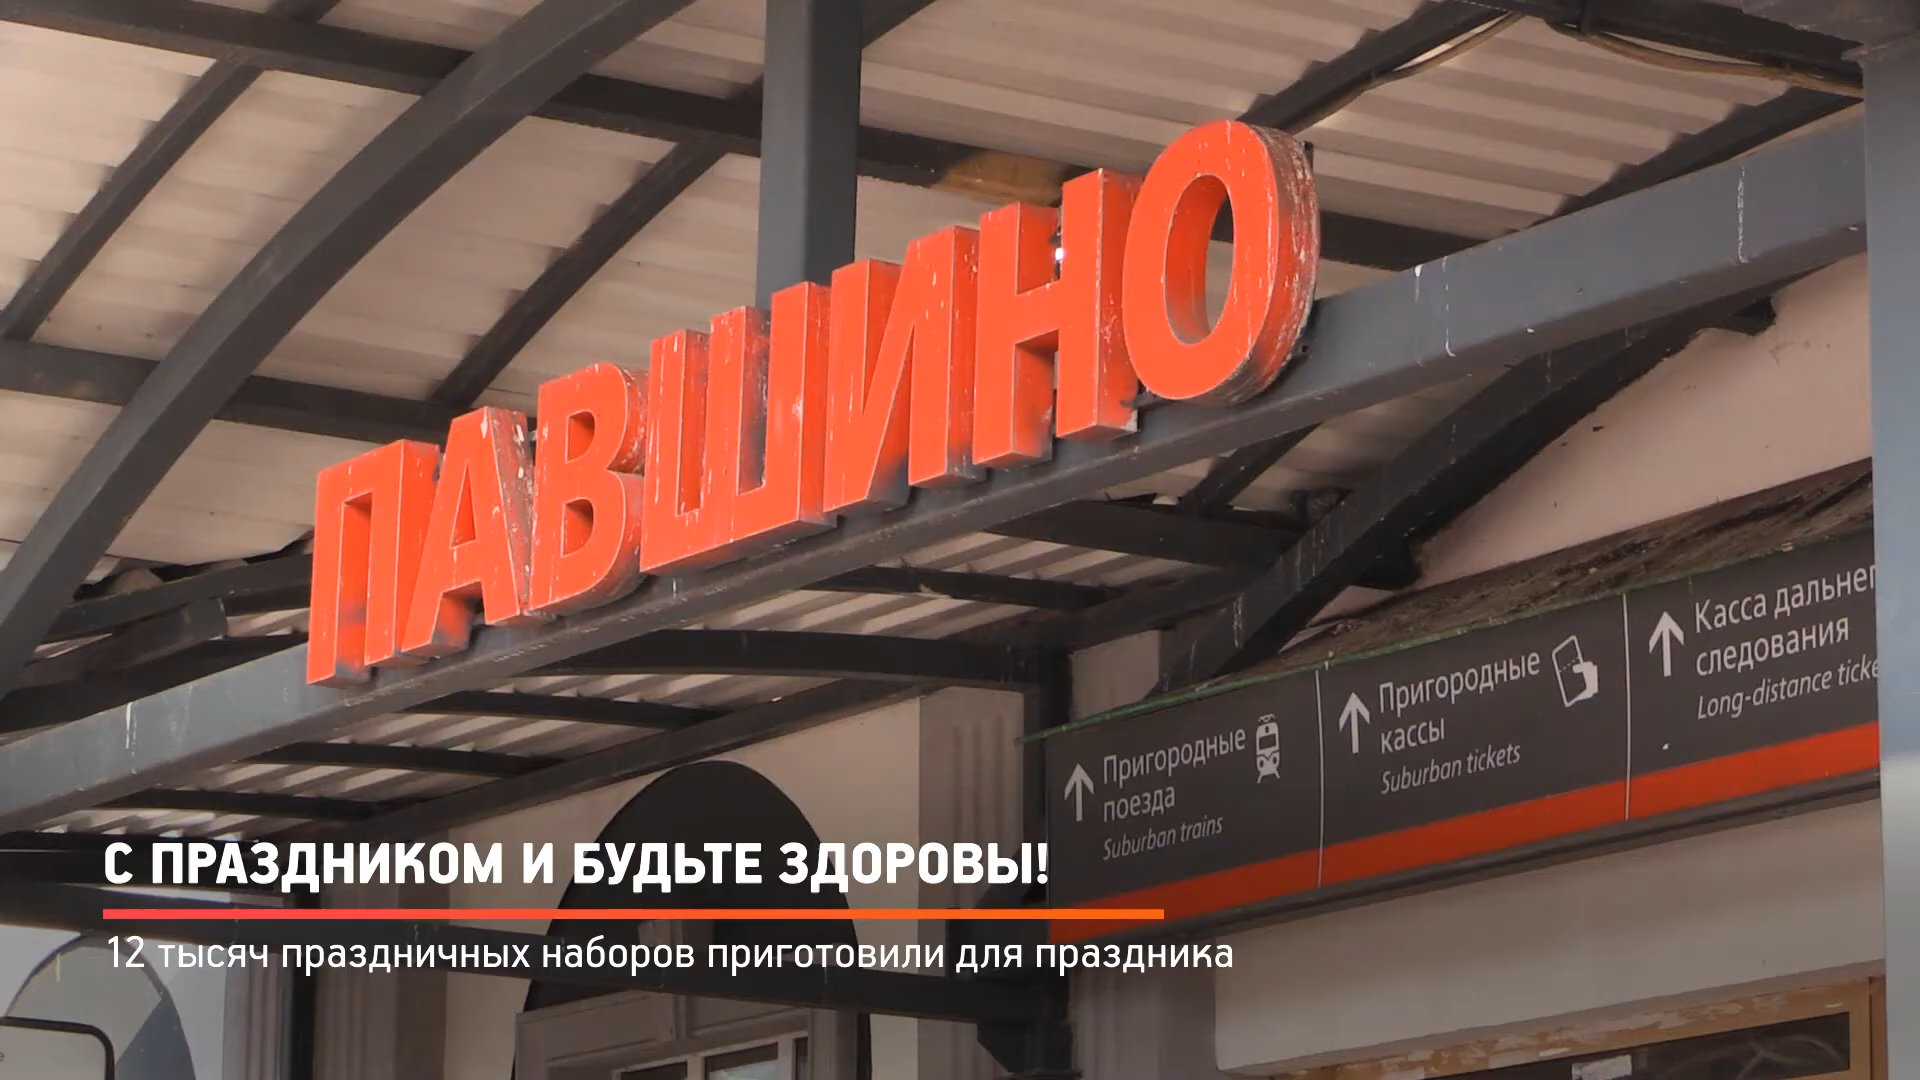 ПАВШИНО
Касса дальнег
следования
Long-distance ticke
Пригородные
кассы
Suburban tickets
Пригородные
поезда
Suburban trains
С ПРАЗДНИКОМ И БУДЬТЕ ЗДОРОВЫ!
12 тысяч праздничных наборов приготовили для праздника